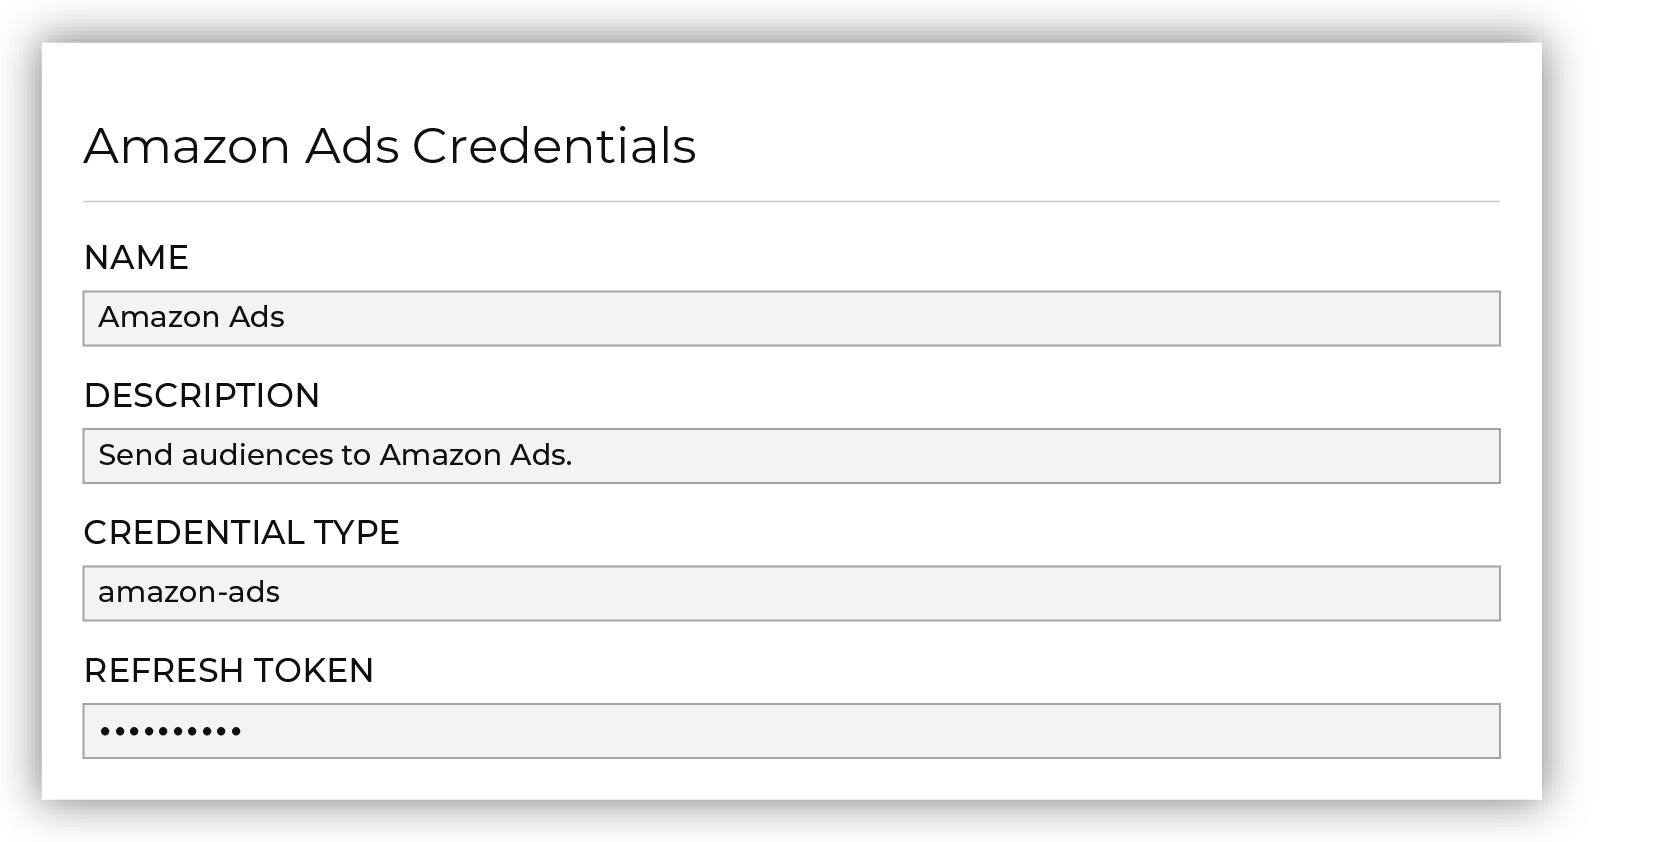 Amazon Ads Credentials
NAME
Amazon Ads
DESCRIPTION
Send audiences to Amazon Ads.
CREDENTIAL TYPE
amazon-ads
REFRESH TOKEN
••••••••••